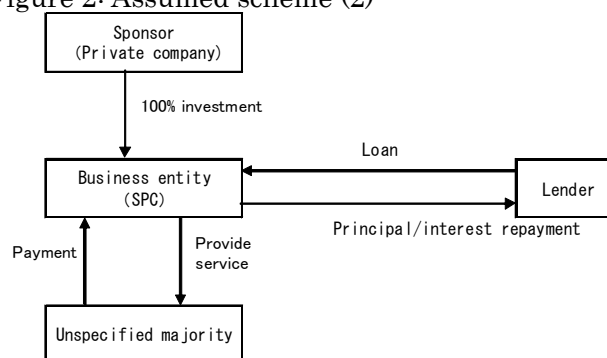 Figure 2: Assumed scheme (2)
Sponsor
(Private company)
100% investment
Loan
Business entity
(SPC)
Lender
Principal/interest repayment
Payment
Provide
service
Unspecified majority